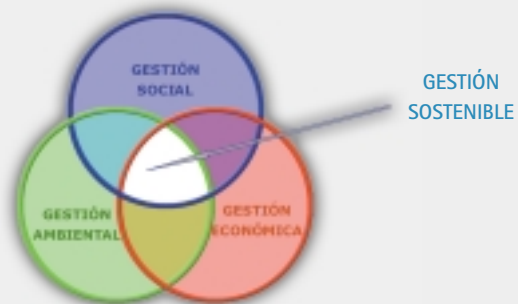 GESTIÓN
SOCIAL
GESTIÓN
SOSTENIBLE
GESTIÓN
AMBIENTAL
GESTIÓN
ECONÓMICA